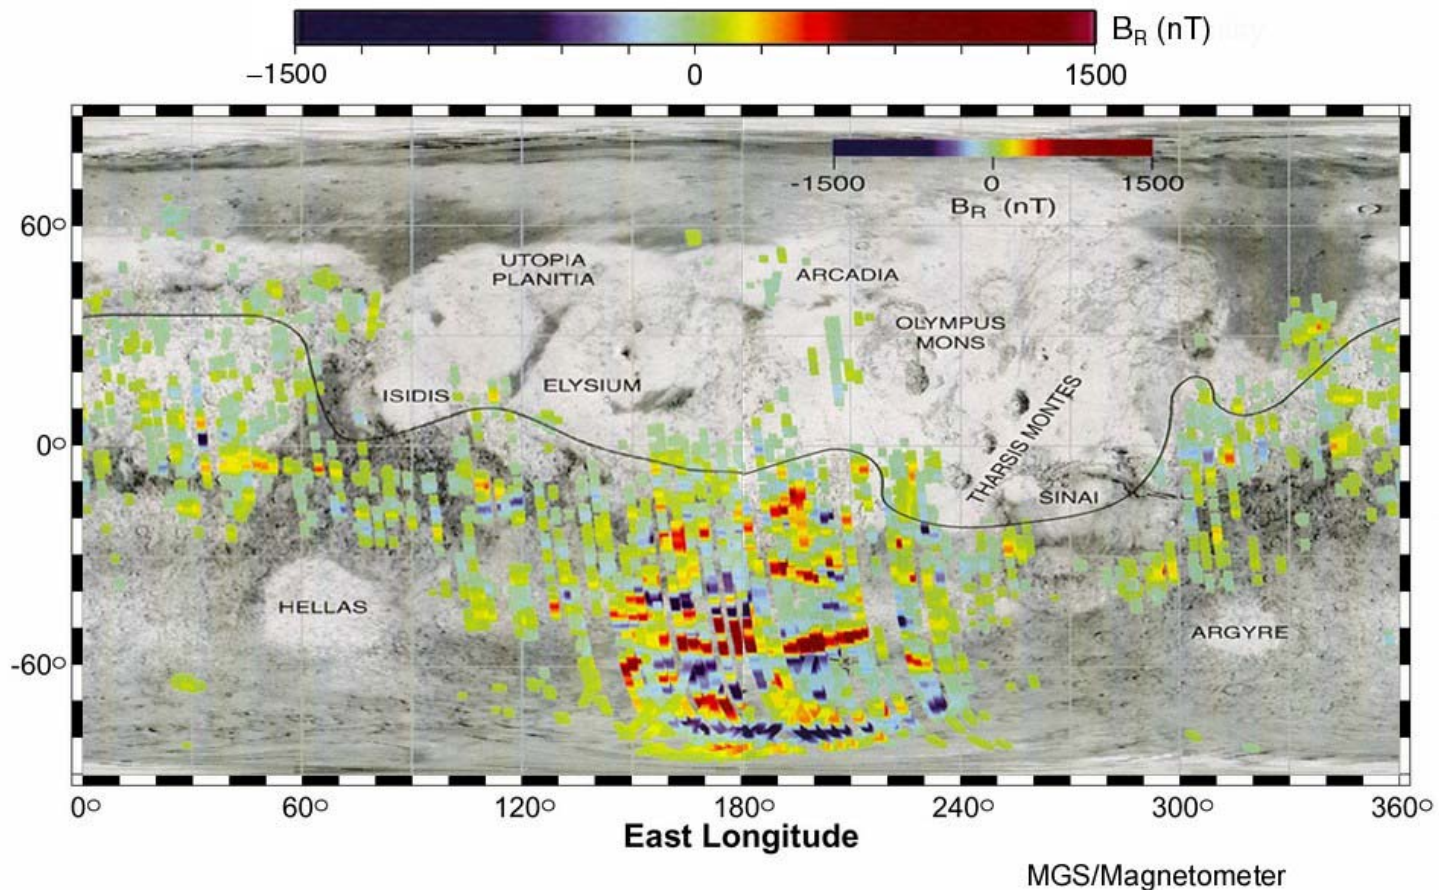 B_R (nT)
−1500 0 1500
-1500 0 1500
B_R (nT)
60°
UTOPIA
PLANITIA
ARCADIA
OLYMPUS
MONS
ISIDIS
ELYSIUM
THARSIS MONTES
0°
SINAI
HELLAS
ARGYRE
-60°
0° 60° 120° 180° 240° 300° 360°
East Longitude
MGS/Magnetometer